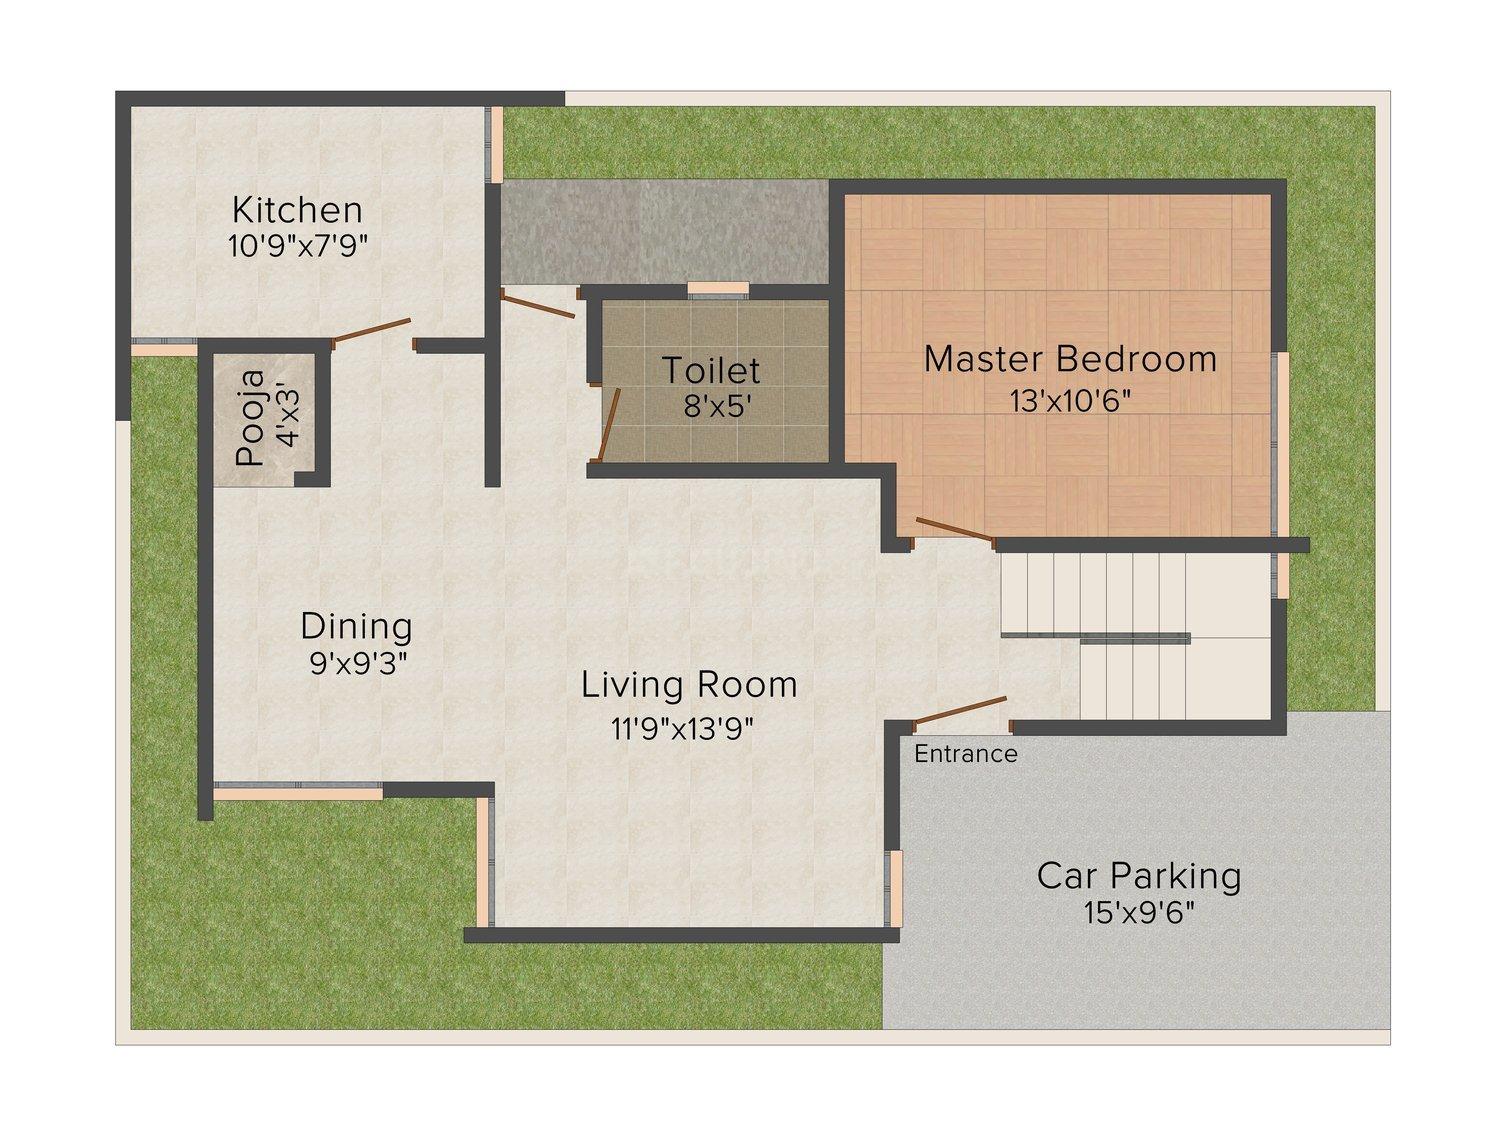 Kitchen
10'9"x7'9"
Pooja
4'x3'
Toilet
8'x5'
Master Bedroom
13'x10'6"
Dining
9'x9'3"
Living Room
11'9"x13'9"
Entrance
Car Parking
15'x9'6"